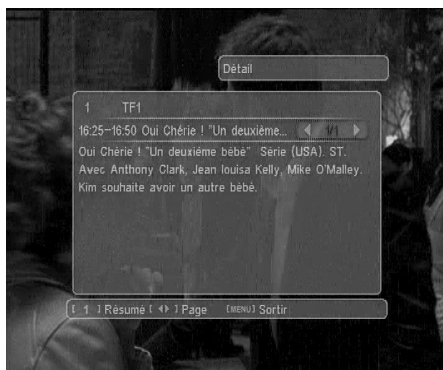 Détail
1 TF1
16:25-16:50 Oui Chérie ! "Un deuxième... 1/1
Oui Chérie ! "Un deuxième bébé" Série (USA). ST.
Avec Anthony Clark, Jean louisa Kelly, Mike O'Malley.
Kim souhaite avoir un autre bébé.
[ 1 ] Résumé [ ◀▶ ] Page [MENU] Sortir